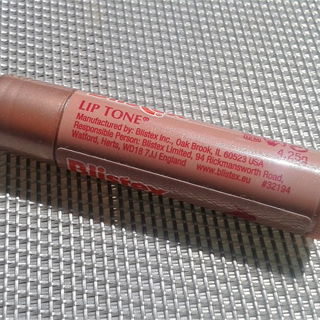 LIP TONE®
Manufactured by: Blistex Inc., Oak Brook, IL 60523 USA
Responsible Person: Blistex Limited, 94 Rickmansworth Road,
Watford, Herts, WD18 7JJ England
www.blistex.eu #32194
4,25g
Blistex